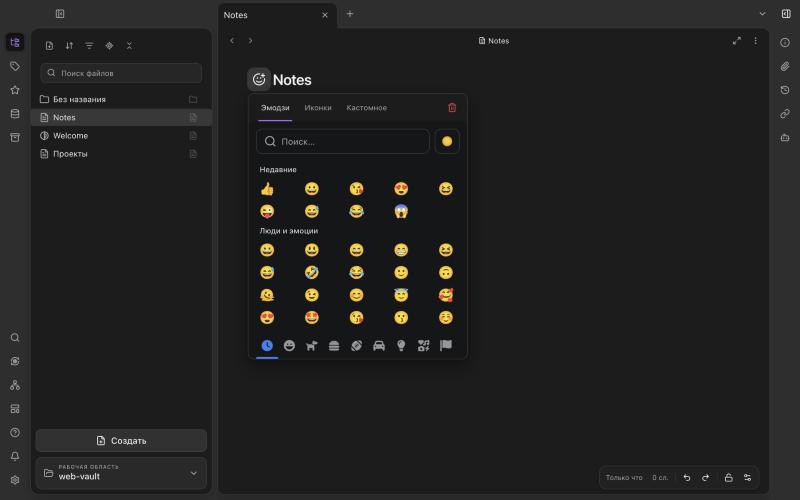 Notes
Notes
Поиск файлов
Без названия
Notes
Welcome
Проекты
Notes
Эмодзи
Иконки
Кастомное
Поиск...
Недавние
Люди и эмоции
Создать
РАБОЧАЯ ОБЛАСТЬ
web-vault
Только что
0 сл.